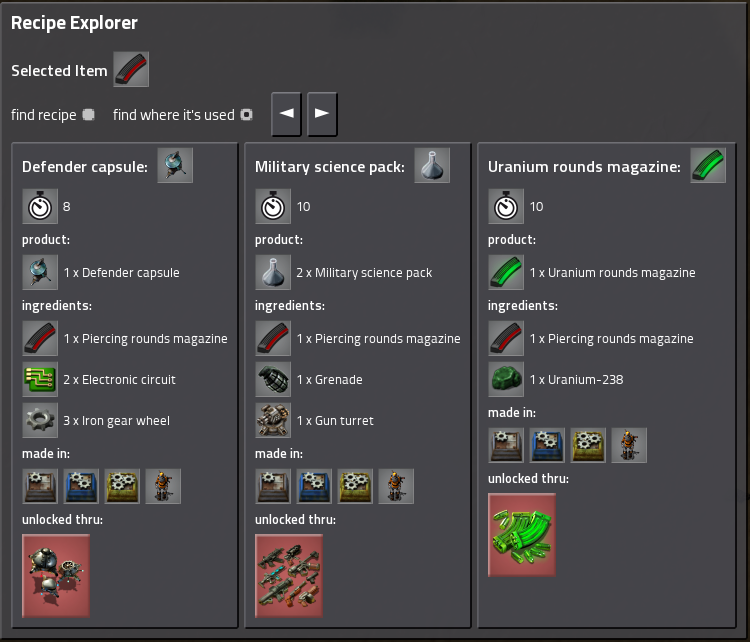 Recipe Explorer
Selected Item
find recipe find where it's used
Defender capsule:
8
product:
1 x Defender capsule
ingredients:
1 x Piercing rounds magazine
2 x Electronic circuit
3 x Iron gear wheel
made in:
unlocked thru:
Military science pack:
10
product:
2 x Military science pack
ingredients:
1 x Piercing rounds magazine
1 x Grenade
1 x Gun turret
made in:
unlocked thru:
Uranium rounds magazine:
10
product:
1 x Uranium rounds magazine
ingredients:
1 x Piercing rounds magazine
1 x Uranium-238
made in:
unlocked thru: